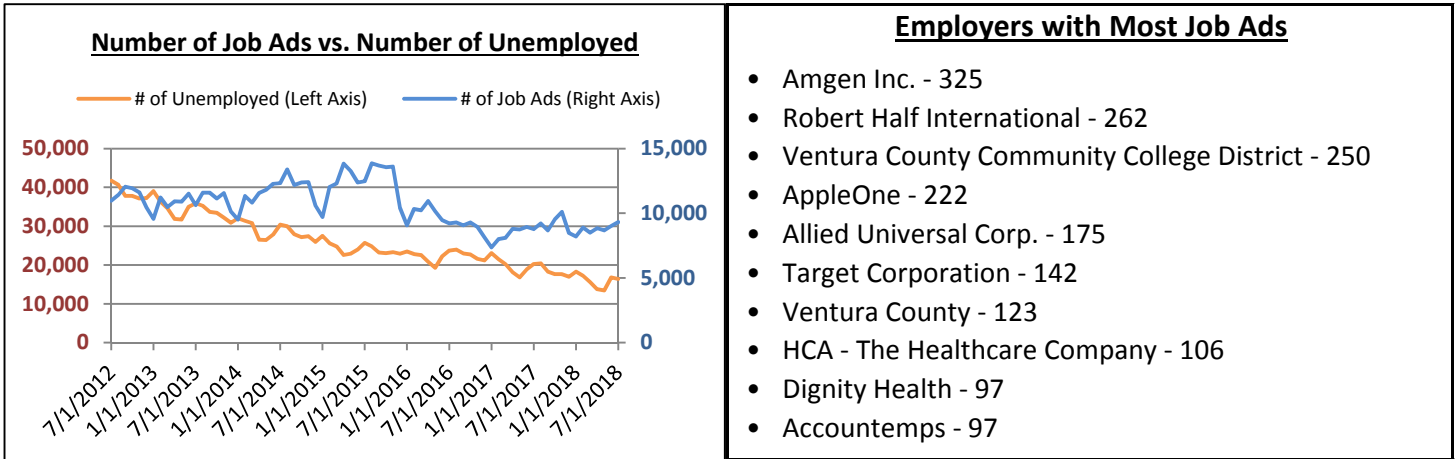 Number of Job Ads vs. Number of Unemployed
# of Unemployed (Left Axis)
# of Job Ads (Right Axis)
50,000
40,000
30,000
20,000
10,000
0
15,000
10,000
5,000
0
7/1/2012
1/1/2013
7/1/2013
1/1/2014
7/1/2014
1/1/2015
7/1/2015
1/1/2016
7/1/2016
1/1/2017
7/1/2017
1/1/2018
7/1/2018
Employers with Most Job Ads
• Amgen Inc. - 325
• Robert Half International - 262
• Ventura County Community College District - 250
• AppleOne - 222
• Allied Universal Corp. - 175
• Target Corporation - 142
• Ventura County - 123
• HCA - The Healthcare Company - 106
• Dignity Health - 97
• Accountemps - 97